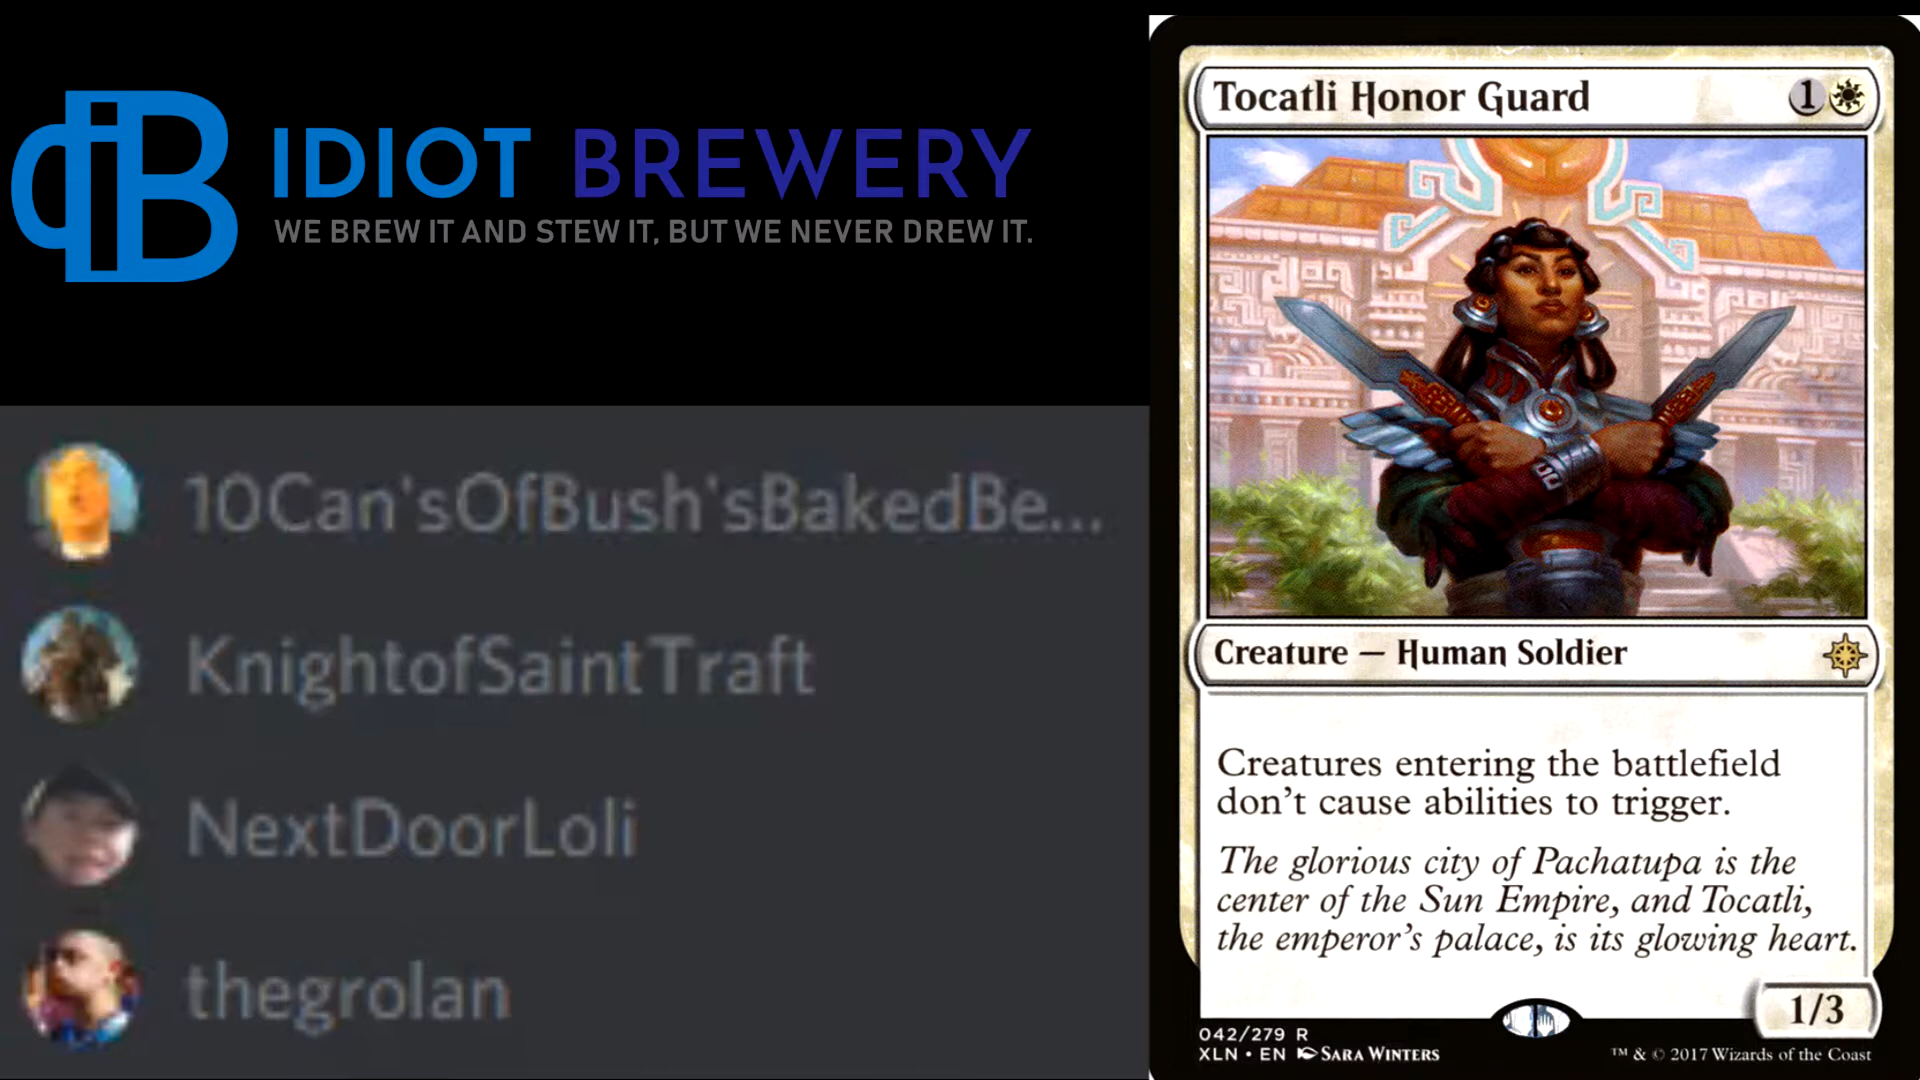 iB IDIOT BREWERY
WE BREW IT AND STEW IT, BUT WE NEVER DREW IT.
10Can'sOfBush'sBakedBe...
KnightofSaintTraft
NextDoorLoli
thegrolan
Tocatli Honor Guard 1
Creature — Human Soldier
Creatures entering the battlefield
don't cause abilities to trigger.
The glorious city of Pachatupa is the
center of the Sun Empire, and Tocatli,
the emperor's palace, is its glowing heart.
1/3
042/279 R
XLN • EN SARA WINTERS
™ & © 2017 Wizards of the Coast